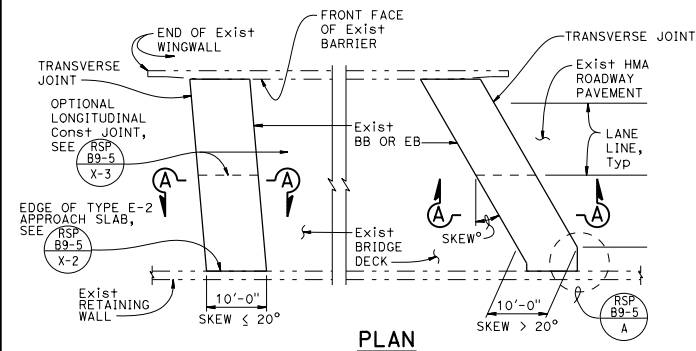 END OF Exist
WINGWALL
FRONT FACE
OF Exist
BARRIER
TRANSVERSE
JOINT
TRANSVERSE JOINT
Exist HMA
ROADWAY
PAVEMENT
OPTIONAL
LONGITUDINAL
Const JOINT,
SEE
RSP
B9-5
X-3
Exist
BB OR EB
LANE
LINE,
Typ
A
A
A
A
EDGE OF TYPE E-2
APPROACH SLAB,
SEE
RSP
B9-5
X-2
SKEW°
Exist
BRIDGE
DECK
Exist
RETAINING
WALL
10'-0"
SKEW ≤ 20°
10'-0"
SKEW > 20°
RSP
B9-5
A
PLAN